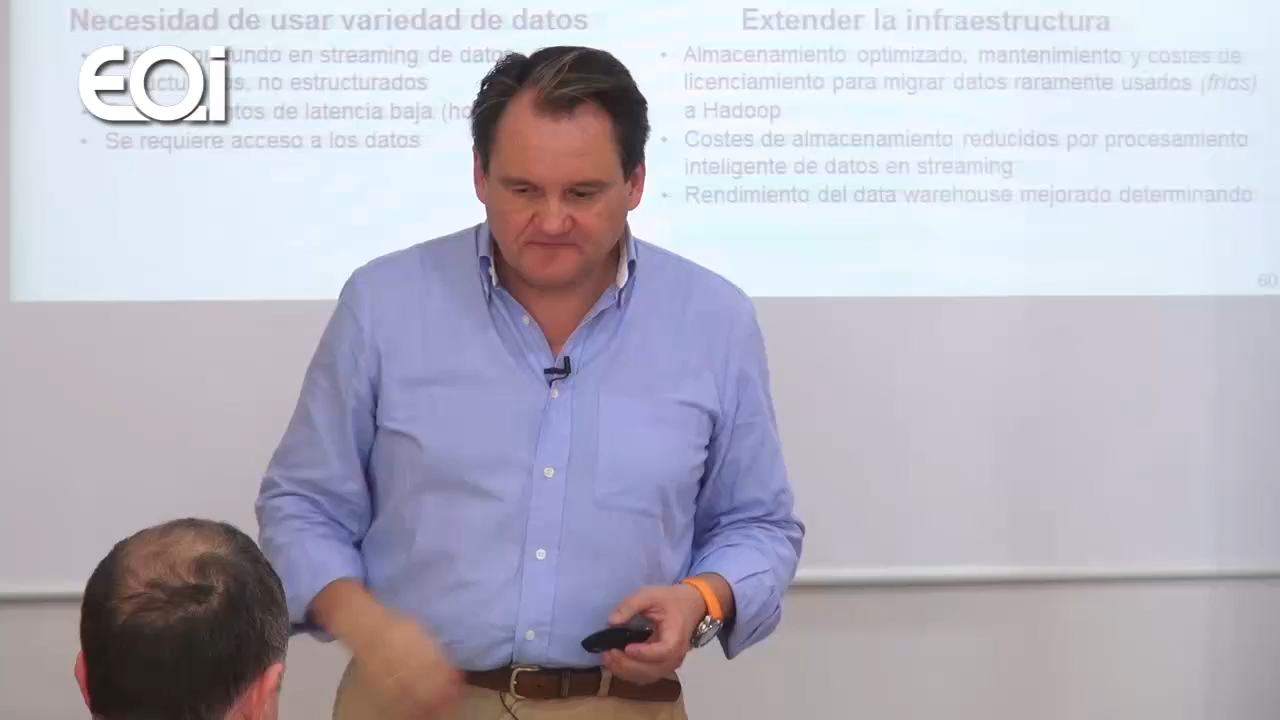 Necesidad de usar variedad de datos
en streaming de datos
no estructurados
de latencia baja
Se requiere acceso a los datos
EOi
Extender la infraestructura
Almacenamiento optimizado, mantenimiento y costes de
licenciamiento para migrar datos raramente usados (fríos)
a Hadoop
Costes de almacenamiento reducidos por procesamiento
inteligente de datos en streaming
Rendimiento del data warehouse mejorado determinando
60